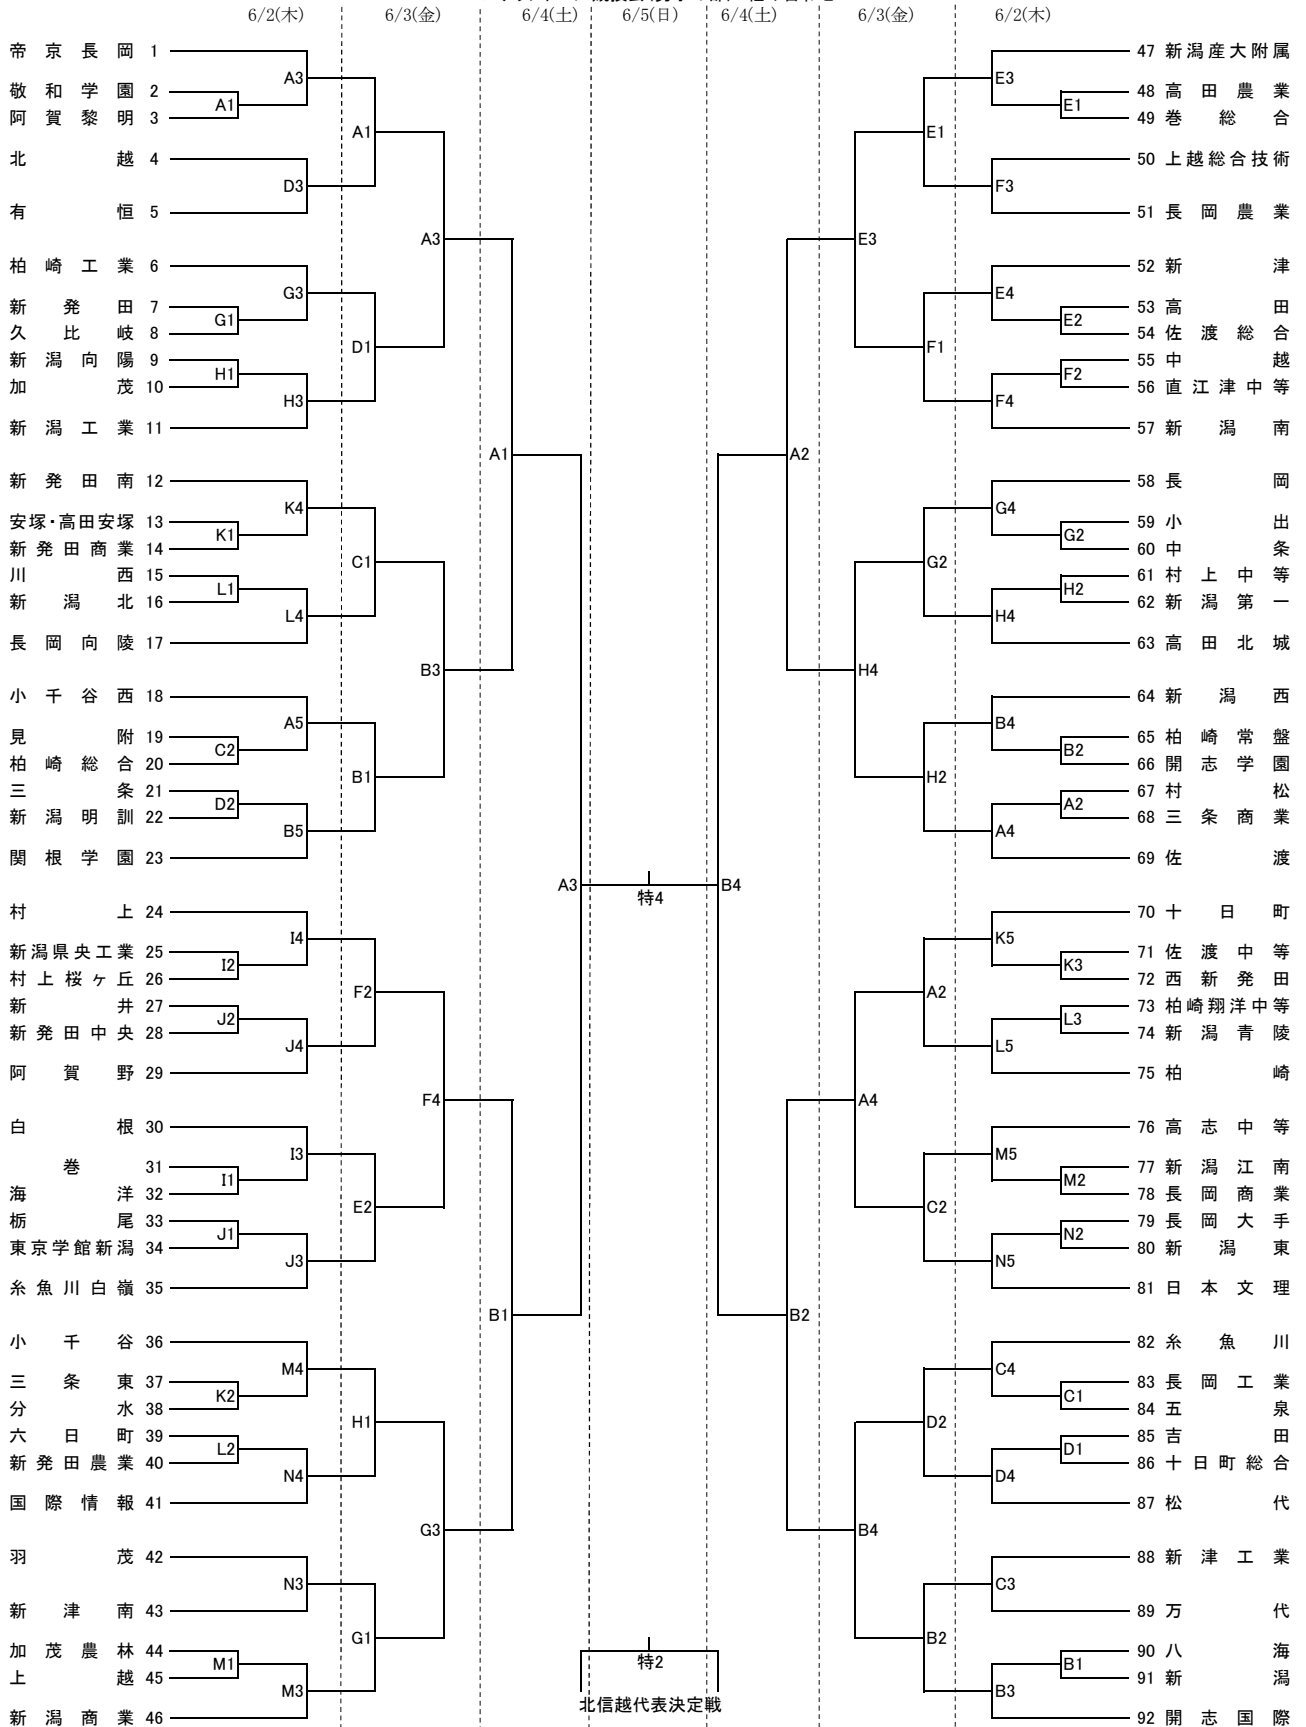 6/2(木) 6/3(金) 6/4(土) 6/5(日) 6/4(土) 6/3(金) 6/2(木)
帝京長岡 1
敬和学園 2
阿賀黎明 3
北越 4
有恒 5
柏崎工業 6
新発田 7
久比岐 8
新潟向陽 9
加茂 10
新潟工業 11
新発田南 12
安塚・高田安塚 13
新発田商業 14
川西 15
新潟北 16
長岡向陵 17
小千谷西 18
見附 19
柏崎総合 20
三条 21
新潟明訓 22
関根学園 23
村上 24
新潟県央工業 25
村上桜ヶ丘 26
新井 27
新発田中央 28
阿賀野 29
白根 30
巻 31
海洋 32
栃尾 33
東京学館新潟 34
糸魚川白嶺 35
小千谷 36
三条東 37
分水 38
六日町 39
新発田農業 40
国際情報 41
羽茂 42
新津南 43
加茂農林 44
上越 45
新潟商業 46
A3
A1
D3
G3
G1
H1
H3
K4
K1
L1
L4
A5
C2
D2
B5
I4
I2
J2
J4
I3
I1
J1
J3
M4
K2
L2
N4
N3
M1
M3
A1
D1
C1
B1
F2
E2
H1
G1
A3
B3
F4
G3
A1
B1
A3
特4
B4
特2
北信越代表決定戦
A2
B2
E3
H4
A4
B4
E1
F1
G2
H2
A2
C2
D2
B2
E3
E1
F3
E4
E2
F2
F4
G4
G2
H2
H4
B4
B2
A2
A4
K5
K3
L3
L5
M5
M2
N2
N5
C4
C1
D1
D4
C3
B1
B3
47 新潟産大附属
48 高田農業
49 巻総合
50 上越総合技術
51 長岡農業
52 新津
53 高田
54 佐渡総合
55 中越
56 直江津中等
57 新潟南
58 長岡
59 小出
60 中条
61 村上中等
62 新潟第一
63 高田北城
64 新潟西
65 柏崎常盤
66 開志学園
67 村松
68 三条商業
69 佐渡
70 十日町
71 佐渡中等
72 西新発田
73 柏崎翔洋中等
74 新潟青陵
75 柏崎
76 高志中等
77 新潟江南
78 長岡商業
79 長岡大手
80 新潟東
81 日本文理
82 糸魚川
83 長岡工業
84 五泉
85 吉田
86 十日町総合
87 松代
88 新津工業
89 万代
90 八海
91 新潟
92 開志国際